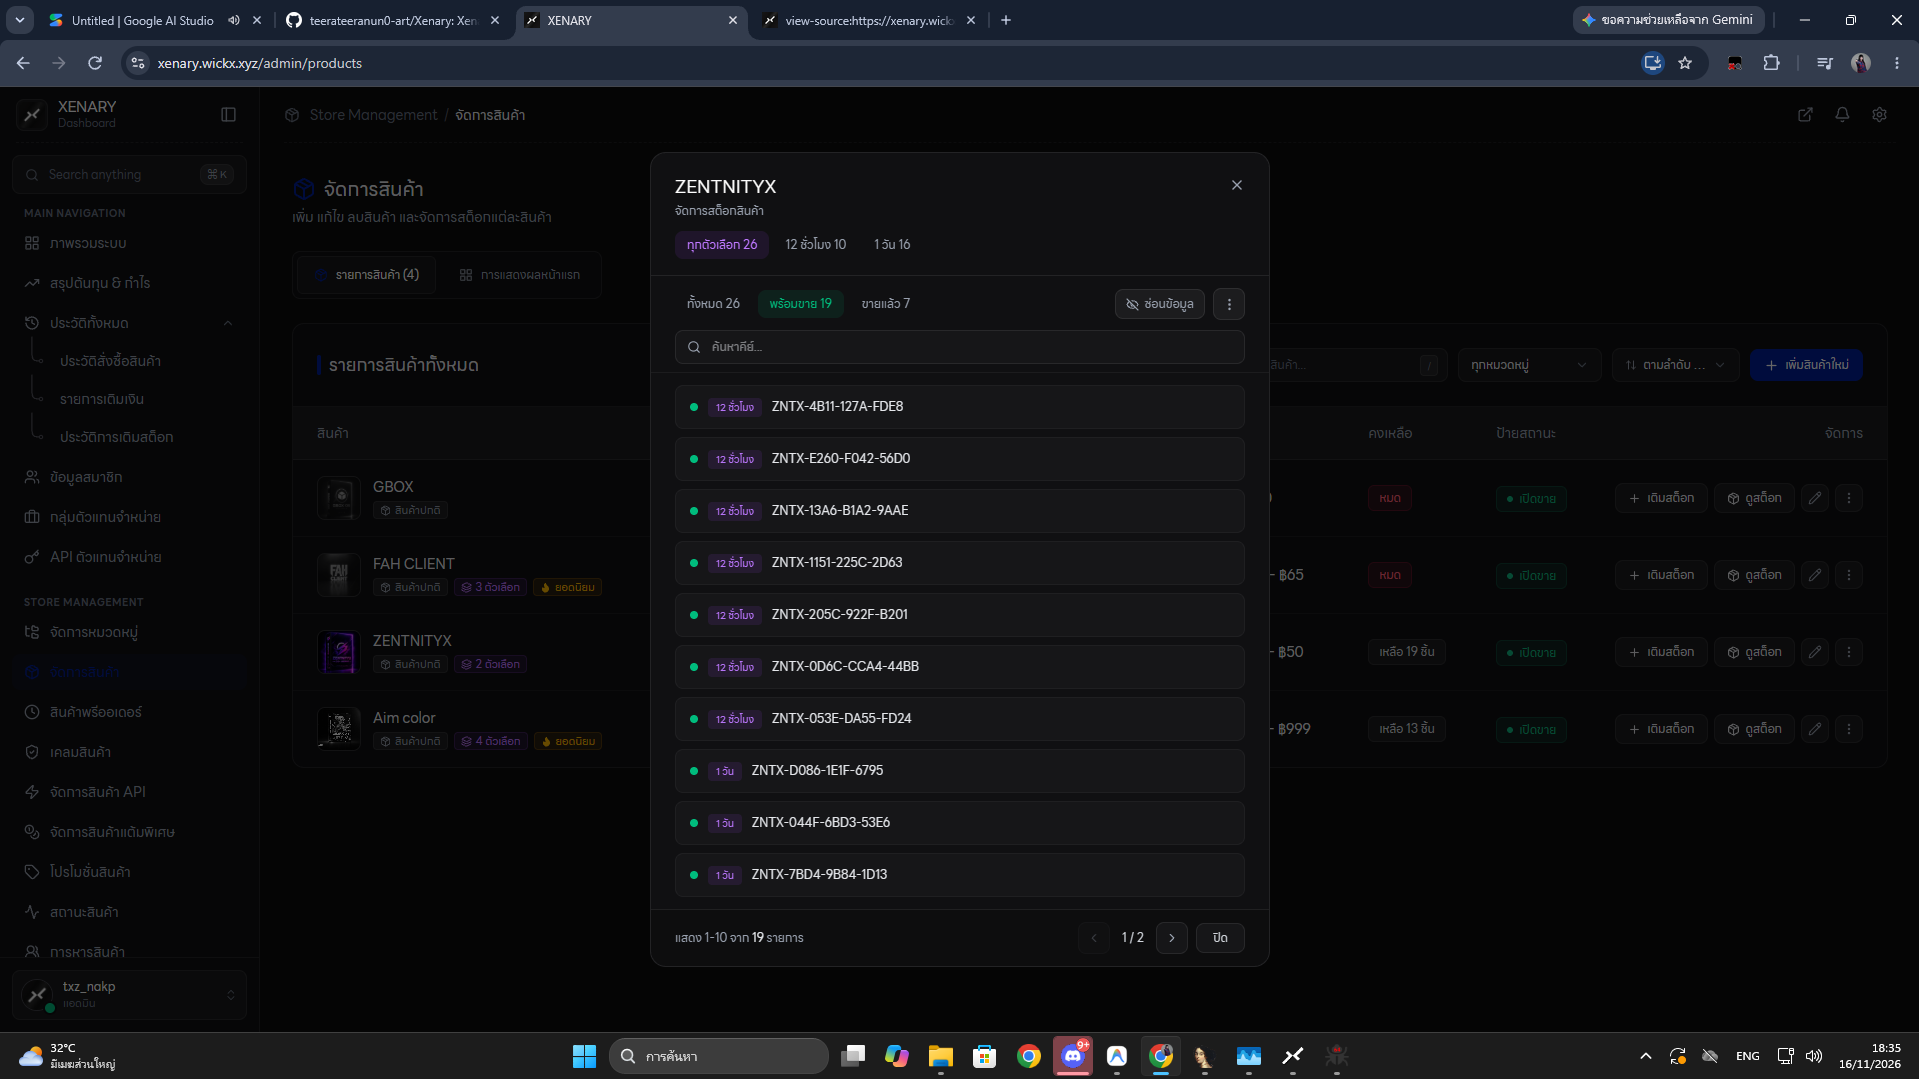 Untitled | Google AI Studio
teerateeranun0-art/Xenary: Xen
XENARY
view-source:https://xenary.wick
ขอความช่วยเหลือจาก Gemini
xenary.wickx.xyz/admin/products
XENARY
Dashboard
Search anything
⌘ K
MAIN NAVIGATION
ภาพรวมระบบ
สรุปต้นทุน & กำไร
ประวัติทั้งหมด
ประวัติสั่งซื้อสินค้า
รายการเติมเงิน
ประวัติการเติมสต็อก
ข้อมูลสมาชิก
กลุ่มตัวแทนจำหน่าย
API ตัวแทนจำหน่าย
STORE MANAGEMENT
จัดการหมวดหมู่
จัดการสินค้า
สินค้าพรีออเดอร์
เคลมสินค้า
จัดการสินค้า API
จัดการสินค้าแต้มพิเศษ
โปรโมชั่นสินค้า
สถานะสินค้า
การหารสินค้า
txz_nakp
แอดมิน
Store Management / จัดการสินค้า
จัดการสินค้า
เพิ่ม แก้ไข ลบสินค้า และจัดการสต็อกแต่ละสินค้า
รายการสินค้า (4)
การแสดงผลหน้าแรก
รายการสินค้าทั้งหมด
สินค้า...
/
ทุกหมวดหมู่
ตามลำดับ ...
+ เพิ่มสินค้าใหม่
สินค้า
คงเหลือ
ป้ายสถานะ
จัดการ
GBOX
สินค้าปกติ
หมด
เปิดขาย
+ เติมสต็อก
ดูสต็อก
FAH CLIENT
สินค้าปกติ
3 ตัวเลือก
ยอดนิยม
- ฿65
หมด
เปิดขาย
+ เติมสต็อก
ดูสต็อก
ZENTNITYX
สินค้าปกติ
2 ตัวเลือก
- ฿50
เหลือ 19 ชิ้น
เปิดขาย
+ เติมสต็อก
ดูสต็อก
Aim color
สินค้าปกติ
4 ตัวเลือก
ยอดนิยม
- ฿999
เหลือ 13 ชิ้น
เปิดขาย
+ เติมสต็อก
ดูสต็อก
ZENTNITYX
จัดการสต็อกสินค้า
ทุกตัวเลือก 26
12 ชั่วโมง 10
1 วัน 16
ทั้งหมด 26
พร้อมขาย 19
ขายแล้ว 7
ซ่อนข้อมูล
ค้นหาคีย์...
12 ชั่วโมง ZNTX-4B11-127A-FDE8
12 ชั่วโมง ZNTX-E260-F042-56D0
12 ชั่วโมง ZNTX-13A6-B1A2-9AAE
12 ชั่วโมง ZNTX-1151-225C-2D63
12 ชั่วโมง ZNTX-205C-922F-B201
12 ชั่วโมง ZNTX-0D6C-CCA4-44BB
12 ชั่วโมง ZNTX-053E-DA55-FD24
1 วัน ZNTX-D086-1E1F-6795
1 วัน ZNTX-044F-6BD3-53E6
1 วัน ZNTX-7BD4-9B84-1D13
แสดง 1-10 จาก 19 รายการ
1 / 2
ปิด
32°C
มีเมฆส่วนใหญ่
การค้นหา
9+
ENG
18:35
16/11/2026